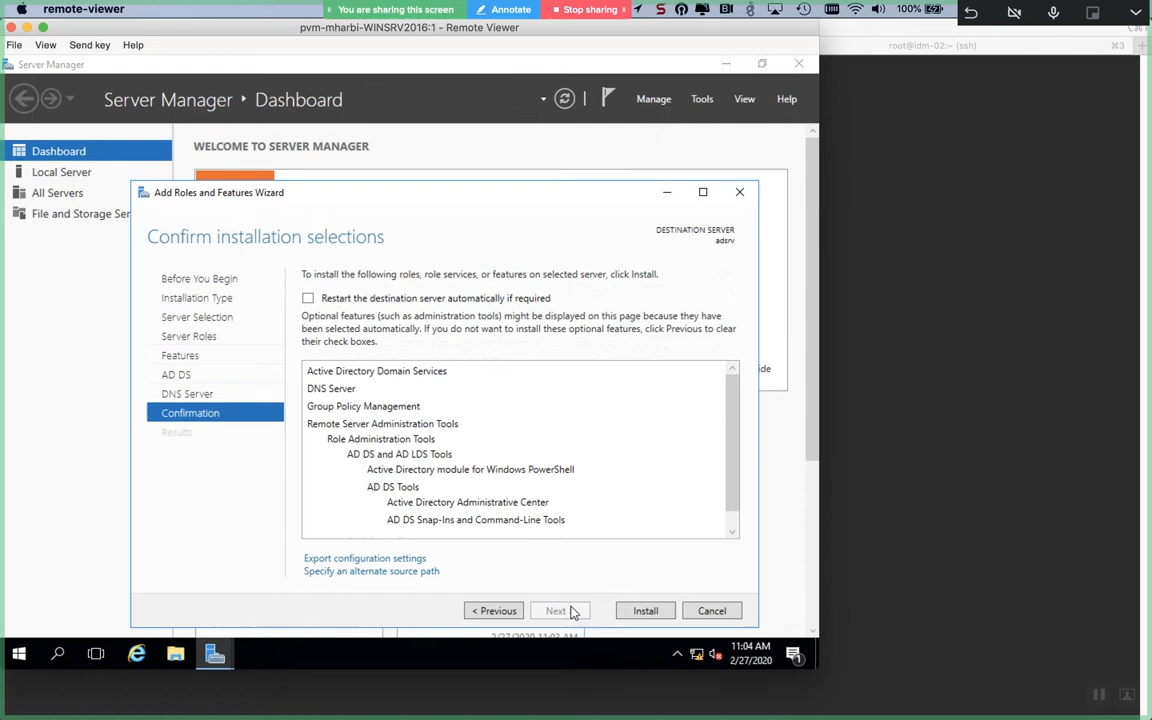 remote-viewer
You are sharing this screen
Annotate
Stop sharing
100%
pvm-mharbi-WINSRV2016:1 - Remote Viewer
File View Send key Help
root@idm-02:~ (ssh)
⌘3
Server Manager
Server Manager ‣ Dashboard
Manage Tools View Help
Dashboard
Local Server
All Servers
File and Storage Ser
WELCOME TO SERVER MANAGER
Add Roles and Features Wizard
Confirm installation selections
DESTINATION SERVER
adsrv
Before You Begin
Installation Type
Server Selection
Server Roles
Features
AD DS
DNS Server
Confirmation
Results
To install the following roles, role services, or features on selected server, click Install.
Restart the destination server automatically if required
Optional features (such as administration tools) might be displayed on this page because they have
been selected automatically. If you do not want to install these optional features, click Previous to clear
their check boxes.
Active Directory Domain Services
DNS Server
Group Policy Management
Remote Server Administration Tools
Role Administration Tools
AD DS and AD LDS Tools
Active Directory module for Windows PowerShell
AD DS Tools
Active Directory Administrative Center
AD DS Snap-Ins and Command-Line Tools
ide
Export configuration settings
Specify an alternate source path
< Previous
Next
Install
Cancel
2/27/2020 11:03 AM
11:04 AM
2/27/2020
1